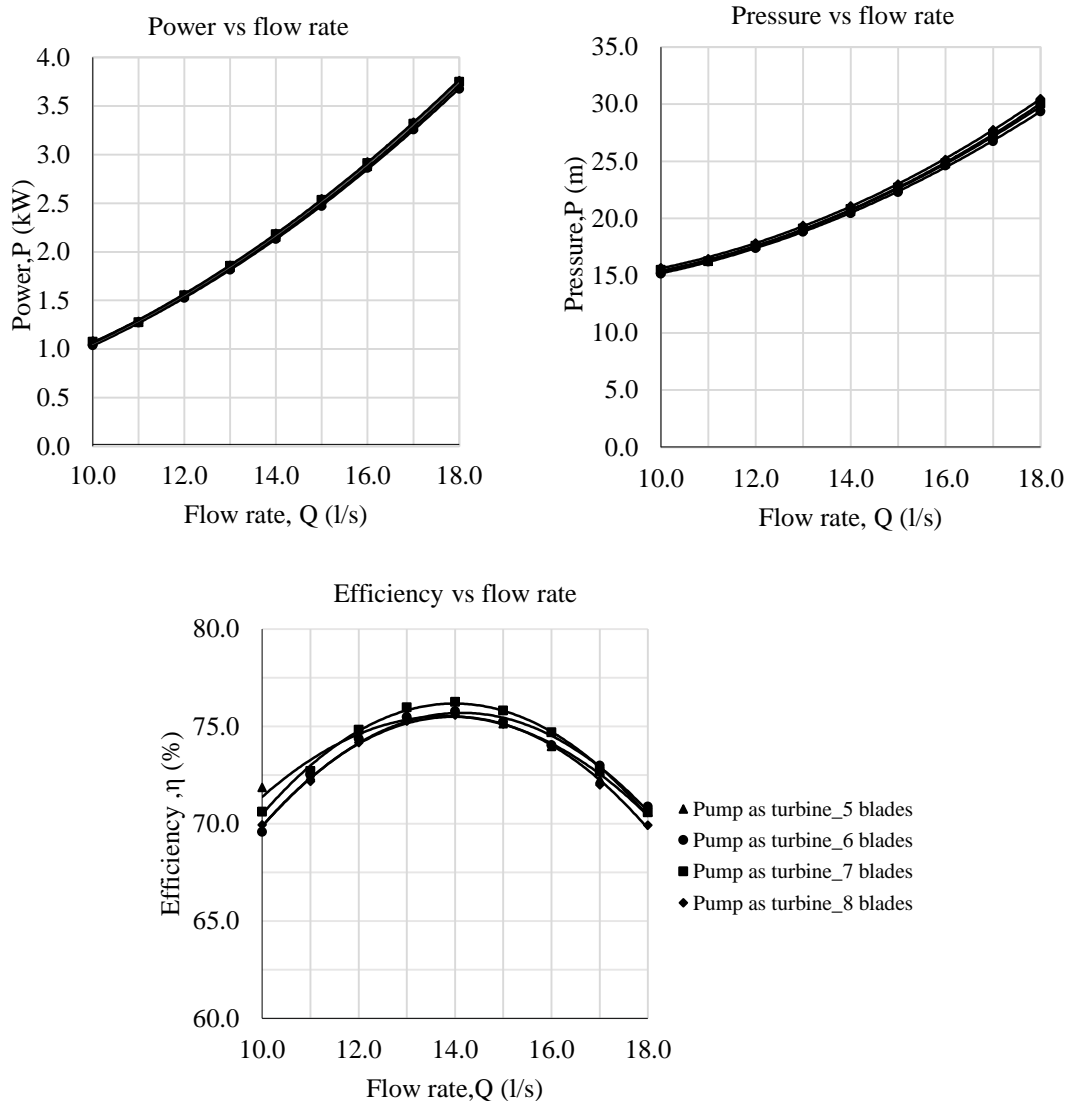 Power vs flow rate
4.0
3.5
3.0
2.5
2.0
1.5
1.0
0.5
0.0
Power,P (kW)
10.0 12.0 14.0 16.0 18.0
Flow rate, Q (l/s)
Pressure vs flow rate
35.0
30.0
25.0
20.0
15.0
10.0
5.0
0.0
Pressure,P (m)
10.0 12.0 14.0 16.0 18.0
Flow rate, Q (l/s)
Efficiency vs flow rate
80.0
75.0
70.0
65.0
60.0
Efficiency ,η (%)
10.0 12.0 14.0 16.0 18.0
Flow rate,Q (l/s)
Pump as turbine_5 blades
Pump as turbine_6 blades
Pump as turbine_7 blades
Pump as turbine_8 blades